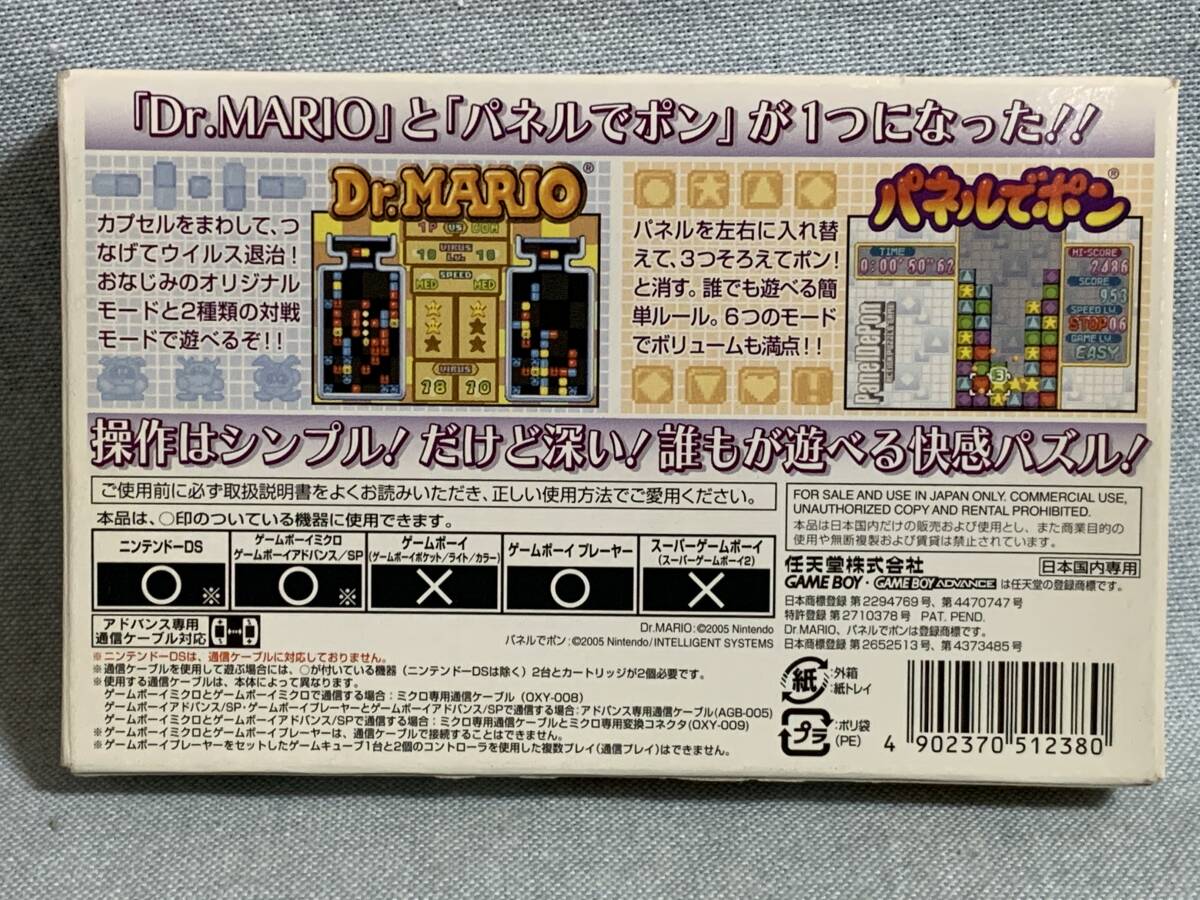 「Dr.MARIO」と「パネルでポン」が1つになった!!
Dr.MARIO®
カプセルをまわして、つ
なげてウイルス退治!
おなじみのオリジナル
モードと2種類の対戦
モードで遊べるぞ!!
1P (US) COM
VIRUS
10 Lv. 10
SPEED
MED MED
VIRUS
78 70
パネルでポン®
パネルを左右に入れ替
えて、3つそろえてポン!
と消す。誰でも遊べる簡
単ルール。6つのモード
でボリュームも満点!!
TIME
0:00'50"62
PanelDePon
HI-SCORE
2486
SCORE
953
SPEED LV.
STOP06
GAME LV.
EASY
3
操作はシンプル!だけど深い!誰もが遊べる快感パズル!
ご使用前に必ず取扱説明書をよくお読みいただき、正しい使用方法でご愛用ください。
本品は、○印のついている機器に使用できます。
ニンテンドーDS
○※
ゲームボーイミクロ
ゲームボーイアドバンス/SP
○※
ゲームボーイ
(ゲームボーイポケット/ライト/カラー)
×
ゲームボーイ プレーヤー
○
スーパーゲームボーイ
(スーパーゲームボーイ2)
×
アドバンス専用
通信ケーブル対応
Dr.MARIO:©2005 Nintendo
パネルでポン:©2005 Nintendo/INTELLIGENT SYSTEMS
※ニンテンドーDSは、通信ケーブルに対応しておりません。
※通信ケーブルを使用して遊ぶ場合には、○が付いている機器(ニンテンドーDSは除く)2台とカートリッジが2個必要です。
※使用する通信ケーブルは、本体によって異なります。
ゲームボーイミクロとゲームボーイミクロで通信する場合:ミクロ専用通信ケーブル(OXY-008)
ゲームボーイアドバンス/SP・ゲームボーイプレーヤーとゲームボーイアドバンス/SPで通信する場合:アドバンス専用通信ケーブル(AGB-005)
ゲームボーイミクロとゲームボーイアドバンス/SPで通信する場合:ミクロ専用通信ケーブルとミクロ専用変換コネクタ(OXY-009)
※ゲームボーイミクロとゲームボーイプレーヤーは、通信ケーブルで接続することはできません。
※ゲームボーイプレーヤーをセットしたゲームキューブ1台と2個のコントローラを使用した複数プレイ(通信プレイ)はできません。
FOR SALE AND USE IN JAPAN ONLY. COMMERCIAL USE,
UNAUTHORIZED COPY AND RENTAL PROHIBITED.
本品は日本国内だけの販売および使用とし、また商業目的の
使用や無断複製および賃貸は禁止されています。
任天堂株式会社
日本国内専用
GAME BOY・GAME BOY ADVANCE は任天堂の登録商標です。
日本商標登録 第2294769号、第4470747号
特許登録 第2710378号 PAT. PEND.
Dr.MARIO、パネルでポンは登録商標です。
日本商標登録 第2652513号、第4373485号
紙
:外箱
:紙トレイ
プラ
:ポリ袋
(PE)
4 902370 512380